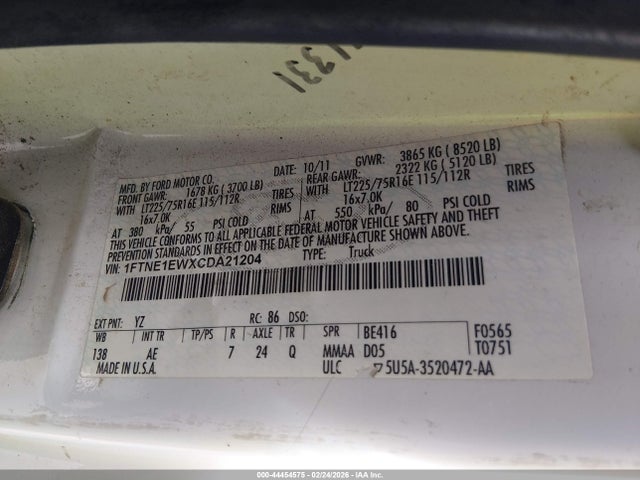 1331
MFD. BY FORD MOTOR CO. 10/11 GVWR: 3865 KG ( 8520 LB)
FRONT GAWR: 1678 KG ( 3700 LB) REAR GAWR: 2322 KG ( 5120 LB)
WITH LT225/75R16E 115/112R TIRES WITH LT225/75R16E 115/112R TIRES
16x7.0K RIMS 16x7.0K RIMS
AT 380 kPa/ 55 PSI COLD AT 550 kPa/ 80 PSI COLD
THIS VEHICLE CONFORMS TO ALL APPLICABLE FEDERAL MOTOR VEHICLE SAFETY AND THEFT
PREVENTION STANDARDS IN EFFECT ON THE DATE OF MANUFACTURE SHOWN ABOVE.
VIN: 1FTNE1EWXCDA21204 TYPE: Truck
EXT PNT: YZ RC: 86 DSO:
WB INT TR TP/PS R AXLE TR SPR BE416 F0565
138 AE 7 24 Q MMAA D05 T0751
MADE IN U.S.A. ULC 5U5A-3520472-AA
000-44454575 - 02/24/2026 - IAA Inc.